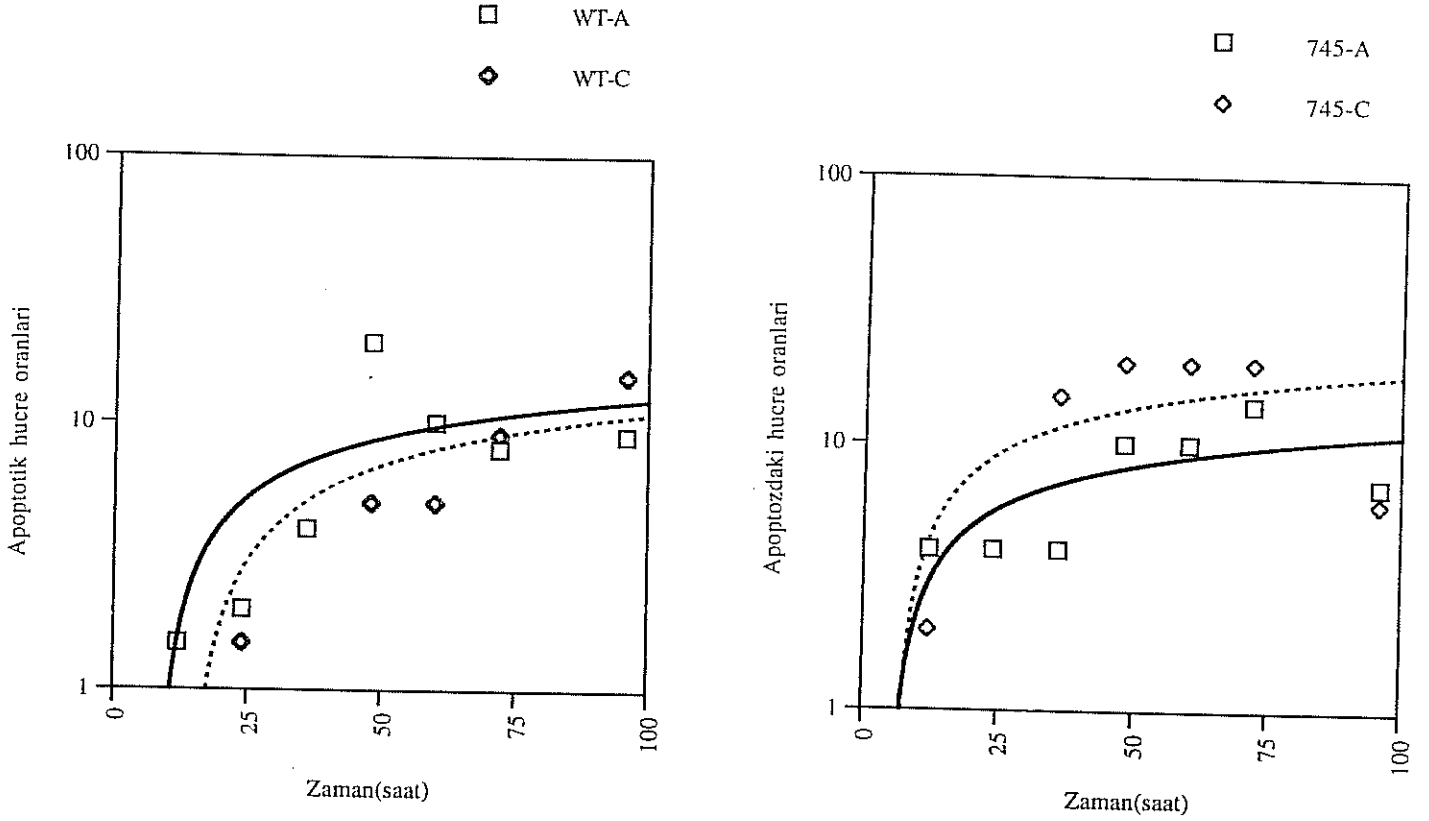 WT-A
WT-C
100
10
1
0
25
50
75
100
Apoptotik hucre oranlari
Zaman(saat)
745-A
745-C
100
10
1
0
25
50
75
100
Apoptozdaki hucre oranlari
Zaman(saat)